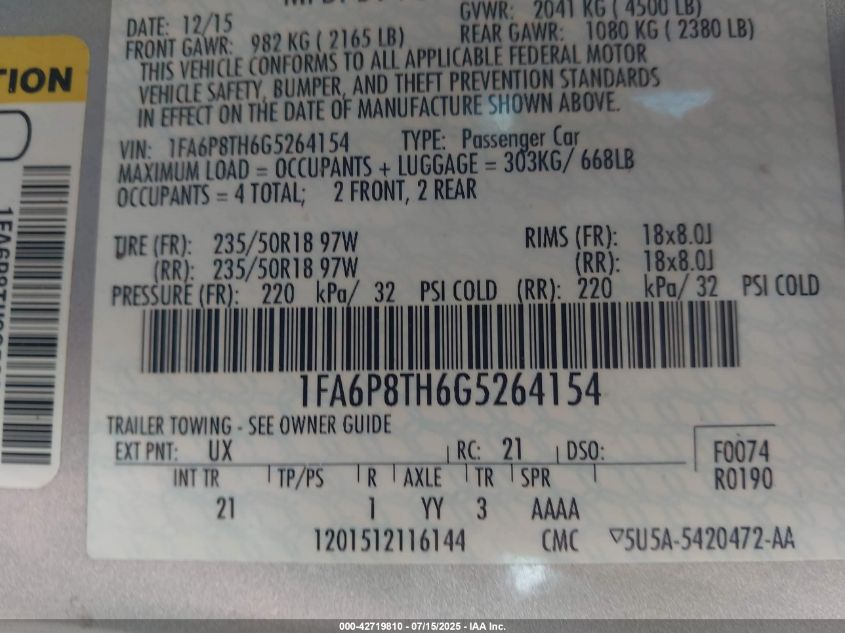 DATE: 12/15
GVWR: 2041 KG ( 4500 LB)
FRONT GAWR: 982 KG ( 2165 LB) REAR GAWR: 1080 KG ( 2380 LB)
THIS VEHICLE CONFORMS TO ALL APPLICABLE FEDERAL MOTOR
VEHICLE SAFETY, BUMPER, AND THEFT PREVENTION STANDARDS
IN EFFECT ON THE DATE OF MANUFACTURE SHOWN ABOVE.
VIN: 1FA6P8TH6G5264154 TYPE: Passenger Car
MAXIMUM LOAD = OCCUPANTS + LUGGAGE = 303KG/ 668LB
OCCUPANTS = 4 TOTAL; 2 FRONT, 2 REAR
TIRE (FR): 235/50R18 97W RIMS (FR): 18x8.0J
(RR): 235/50R18 97W (RR): 18x8.0J
PRESSURE (FR): 220 kPa/ 32 PSI COLD (RR): 220 kPa/ 32 PSI COLD
1FA6P8TH6G5264154
TRAILER TOWING - SEE OWNER GUIDE
EXT PNT: UX RC: 21 DSO: F0074
R0190
INT TR TP/PS R AXLE TR SPR
21 1 YY 3 AAAA
1201512116144 CMC 5U5A-5420472-AA
000-42719810 - 07/15/2025 - IAA Inc.